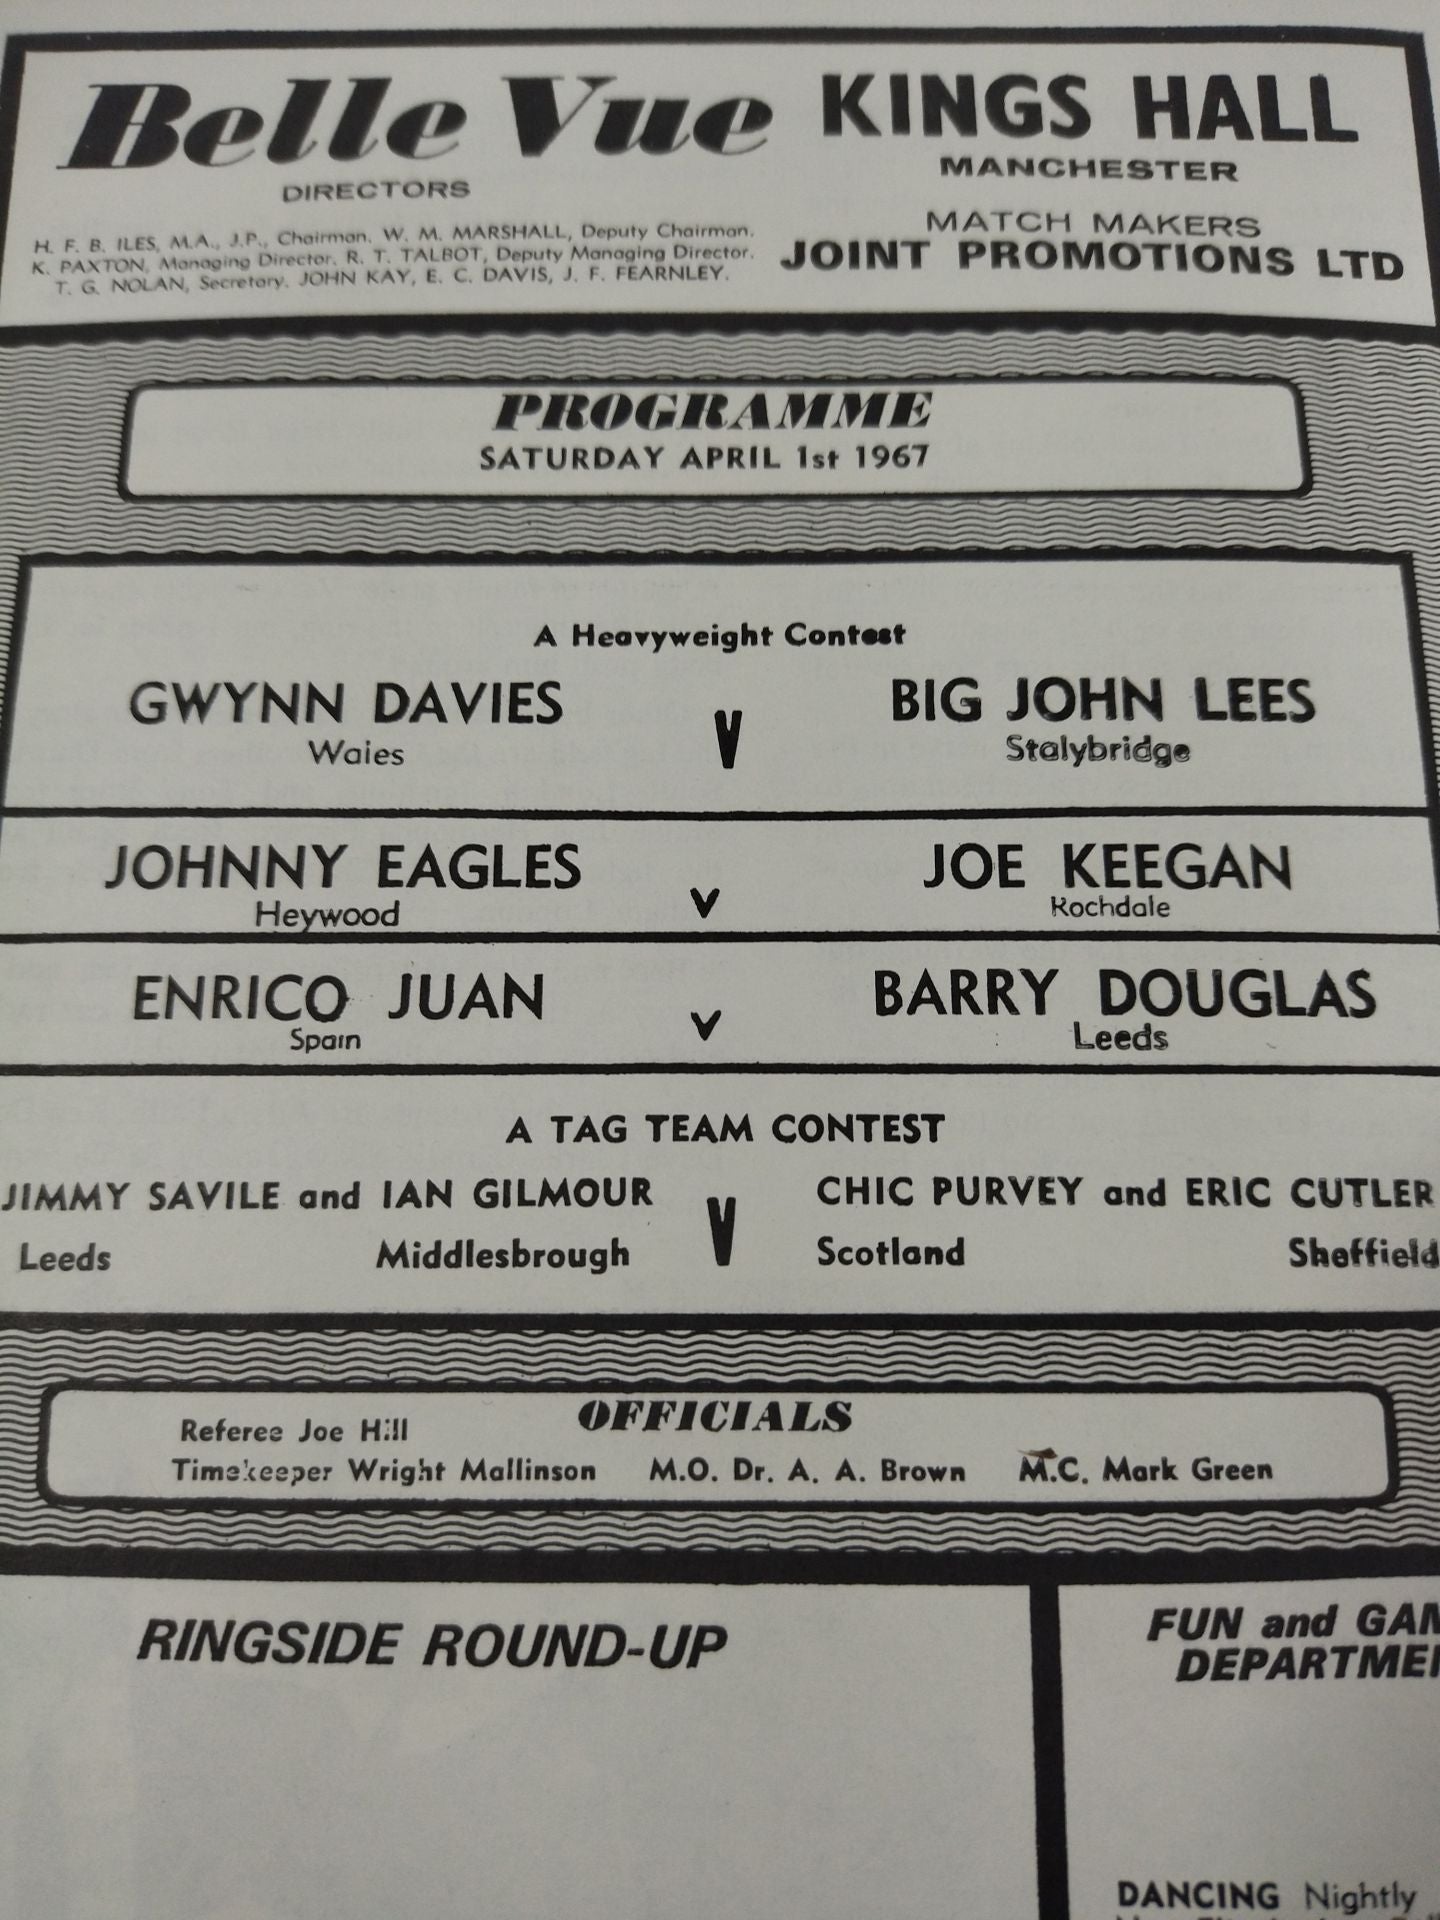 Belle Vue KINGS HALL
MANCHESTER
DIRECTORS
H. F. B. ILES, M.A., J.P., Chairman. W. M. MARSHALL, Deputy Chairman.
K. PAXTON, Managing Director. R. T. TALBOT, Deputy Managing Director.
T. G. NOLAN, Secretary. JOHN KAY, E. C. DAVIS, J. F. FEARNLEY.
MATCH MAKERS
JOINT PROMOTIONS LTD
PROGRAMME
SATURDAY APRIL 1st 1967
A Heavyweight Contest
GWYNN DAVIES V BIG JOHN LEES
Wales Stalybridge
JOHNNY EAGLES v JOE KEEGAN
Heywood Rochdale
ENRICO JUAN v BARRY DOUGLAS
Spain Leeds
A TAG TEAM CONTEST
JIMMY SAVILE and IAN GILMOUR V CHIC PURVEY and ERIC CUTLER
Leeds Middlesbrough Scotland Sheffield
OFFICIALS
Referee Joe Hill
Timekeeper Wright Mallinson M.O. Dr. A. A. Brown M.C. Mark Green
RINGSIDE ROUND-UP
FUN and GAM
DEPARTMEN
DANCING Nightly